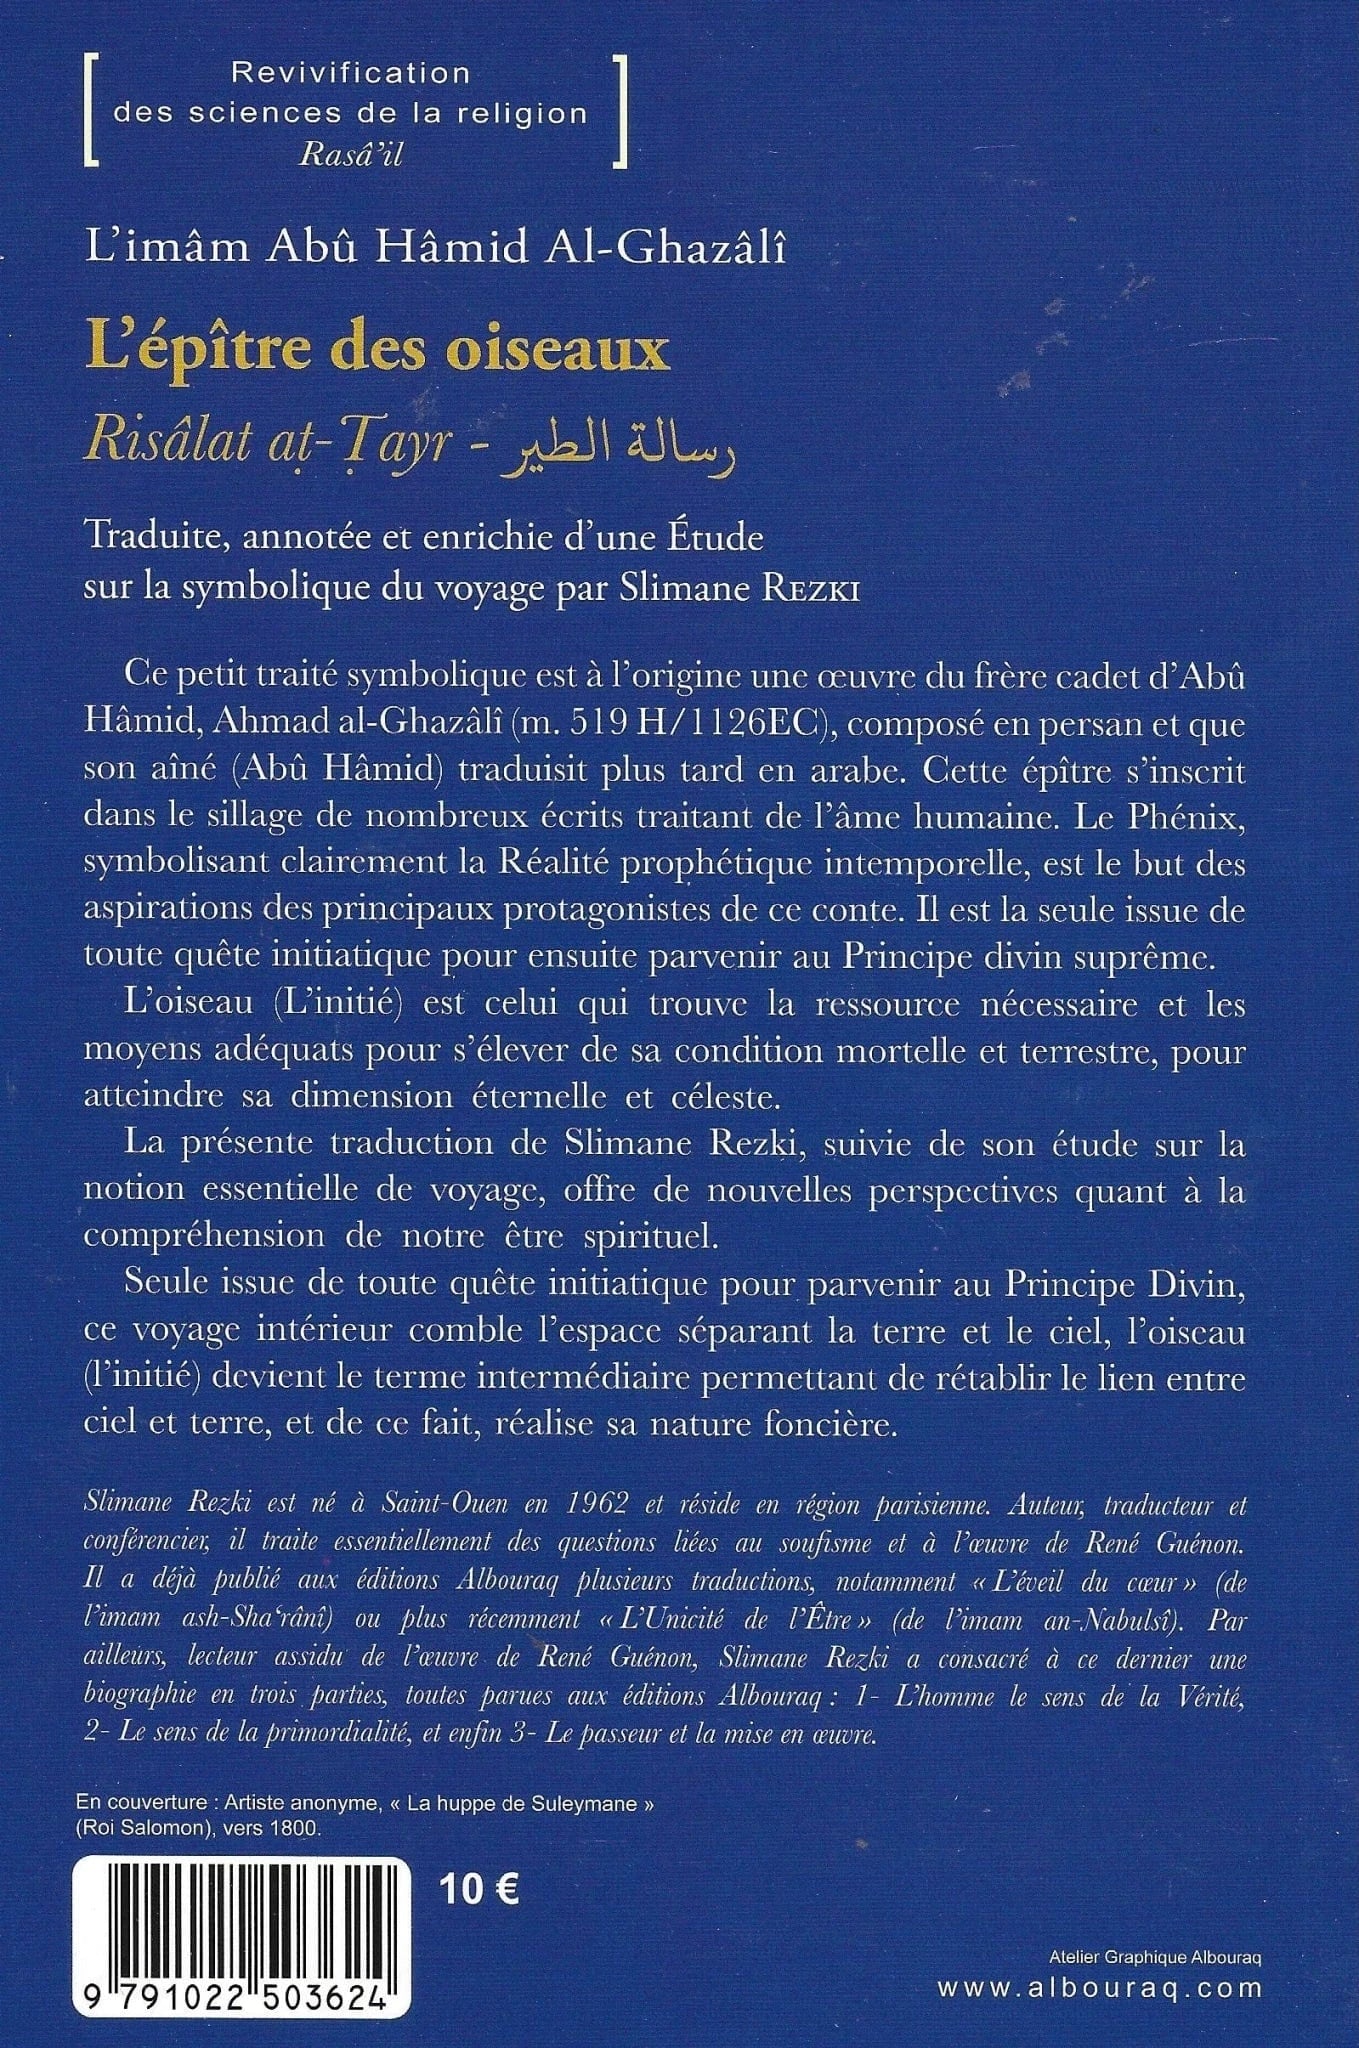 Revivification
des sciences de la religion
Rasâ’il
L’imâm Abû Hâmid Al-Ghazâlî
L’épître des oiseaux
Risâlat aṭ-Ṭayr - رسالة الطير
Traduite, annotée et enrichie d’une Étude
sur la symbolique du voyage par Slimane REZKI
Ce petit traité symbolique est à l’origine une œuvre du frère cadet d’Abû
Hâmid, Ahmad al-Ghazâlî (m. 519 H/1126EC), composé en persan et que
son aîné (Abû Hâmid) traduisit plus tard en arabe. Cette épître s’inscrit
dans le sillage de nombreux écrits traitant de l’âme humaine. Le Phénix,
symbolisant clairement la Réalité prophétique intemporelle, est le but des
aspirations des principaux protagonistes de ce conte. Il est la seule issue de
toute quête initiatique pour ensuite parvenir au Principe divin suprême.
L’oiseau (L’initié) est celui qui trouve la ressource nécessaire et les
moyens adéquats pour s’élever de sa condition mortelle et terrestre, pour
atteindre sa dimension éternelle et céleste.
La présente traduction de Slimane Rezki, suivie de son étude sur la
notion essentielle de voyage, offre de nouvelles perspectives quant à la
compréhension de notre être spirituel.
Seule issue de toute quête initiatique pour parvenir au Principe Divin,
ce voyage intérieur comble l’espace séparant la terre et le ciel, l’oiseau
(l’initié) devient le terme intermédiaire permettant de rétablir le lien entre
ciel et terre, et de ce fait, réalise sa nature foncière.
Slimane Rezki est né à Saint-Ouen en 1962 et réside en région parisienne. Auteur, traducteur et
conférencier, il traite essentiellement des questions liées au soufisme et à l’œuvre de René Guénon.
Il a déjà publié aux éditions Albouraq plusieurs traductions, notamment « L’éveil du cœur » (de
l’imam ash-Sha‘rânî) ou plus récemment « L’Unicité de l’Être » (de l’imam an-Nabulsî). Par
ailleurs, lecteur assidu de l’œuvre de René Guénon, Slimane Rezki a consacré à ce dernier une
biographie en trois parties, toutes parues aux éditions Albouraq : 1- L’homme le sens de la Vérité,
2- Le sens de la primordialité, et enfin 3- Le passeur et la mise en œuvre.
En couverture : Artiste anonyme, « La huppe de Suleymane »
(Roi Salomon), vers 1800.
10 €
9 791022 503624
Atelier Graphique Albouraq
www.albouraq.com